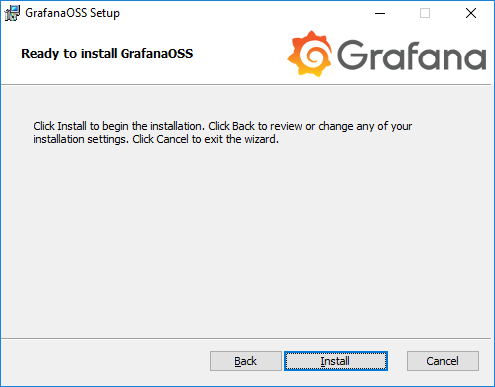 GrafanaOSS Setup
Ready to install GrafanaOSS
Grafana
Click Install to begin the installation. Click Back to review or change any of your
installation settings. Click Cancel to exit the wizard.
Back
Install
Cancel